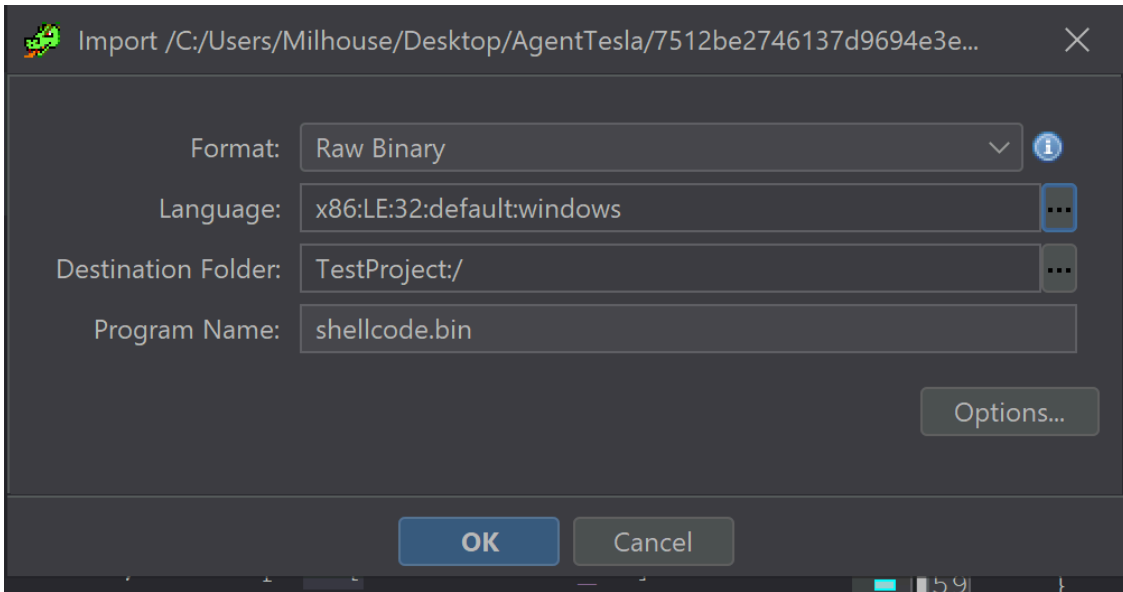 Import /C:/Users/Milhouse/Desktop/AgentTesla/7512be2746137d9694e3e...
Format: Raw Binary
Language: x86:LE:32:default:windows ...
Destination Folder: TestProject:/ ...
Program Name: shellcode.bin
Options...
OK Cancel
59 }